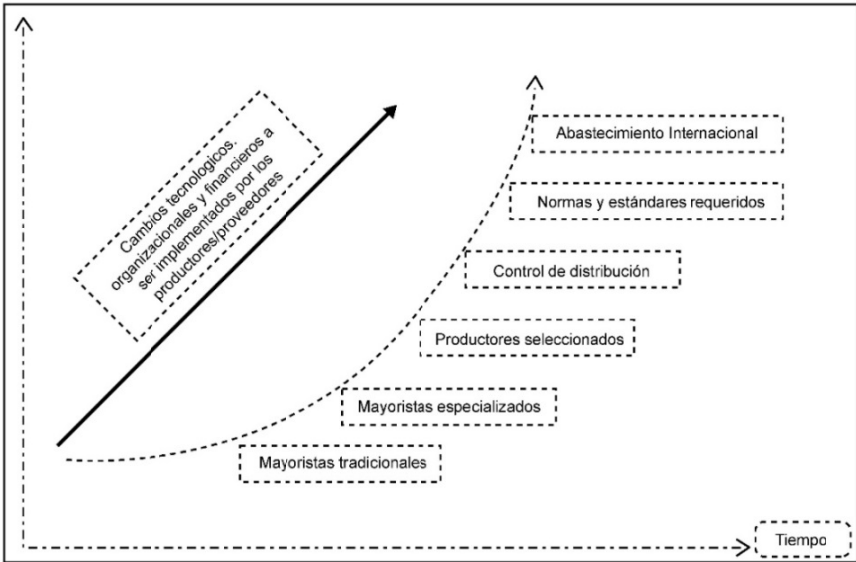 Cambios tecnologicos.
organizacionales y financieros a
ser implementados por los
productores/proveedores
Abastecimiento Internacional
Normas y estándares requeridos
Control de distribución
Productores seleccionados
Mayoristas especializados
Mayoristas tradicionales
Tiempo